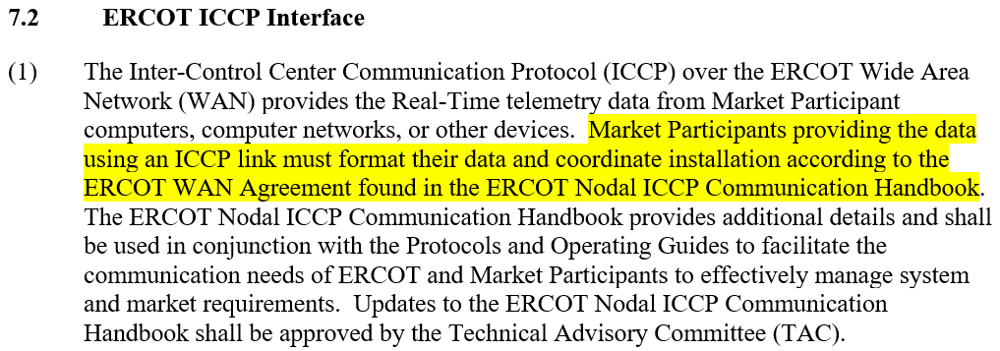 7.2 ERCOT ICCP Interface
(1) The Inter-Control Center Communication Protocol (ICCP) over the ERCOT Wide Area
Network (WAN) provides the Real-Time telemetry data from Market Participant
computers, computer networks, or other devices.  Market Participants providing the data
using an ICCP link must format their data and coordinate installation according to the
ERCOT WAN Agreement found in the ERCOT Nodal ICCP Communication Handbook.
The ERCOT Nodal ICCP Communication Handbook provides additional details and shall
be used in conjunction with the Protocols and Operating Guides to facilitate the
communication needs of ERCOT and Market Participants to effectively manage system
and market requirements.  Updates to the ERCOT Nodal ICCP Communication
Handbook shall be approved by the Technical Advisory Committee (TAC).